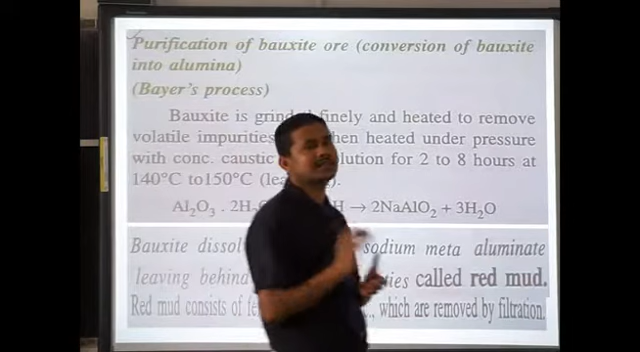 Purification of bauxite ore (conversion of bauxite
into alumina)
(Bayer's process)
Bauxite is grind finely and heated to remove
volatile impurities then heated under pressure
with conc. caustic solution for 2 to 8 hours at
140°C to150°C
Al₂O₃ . 2H → 2NaAlO₂ + 3H₂O
Bauxite sodium meta aluminate
leaving behind called red mud.
Red mud consists of which are removed by filtration.